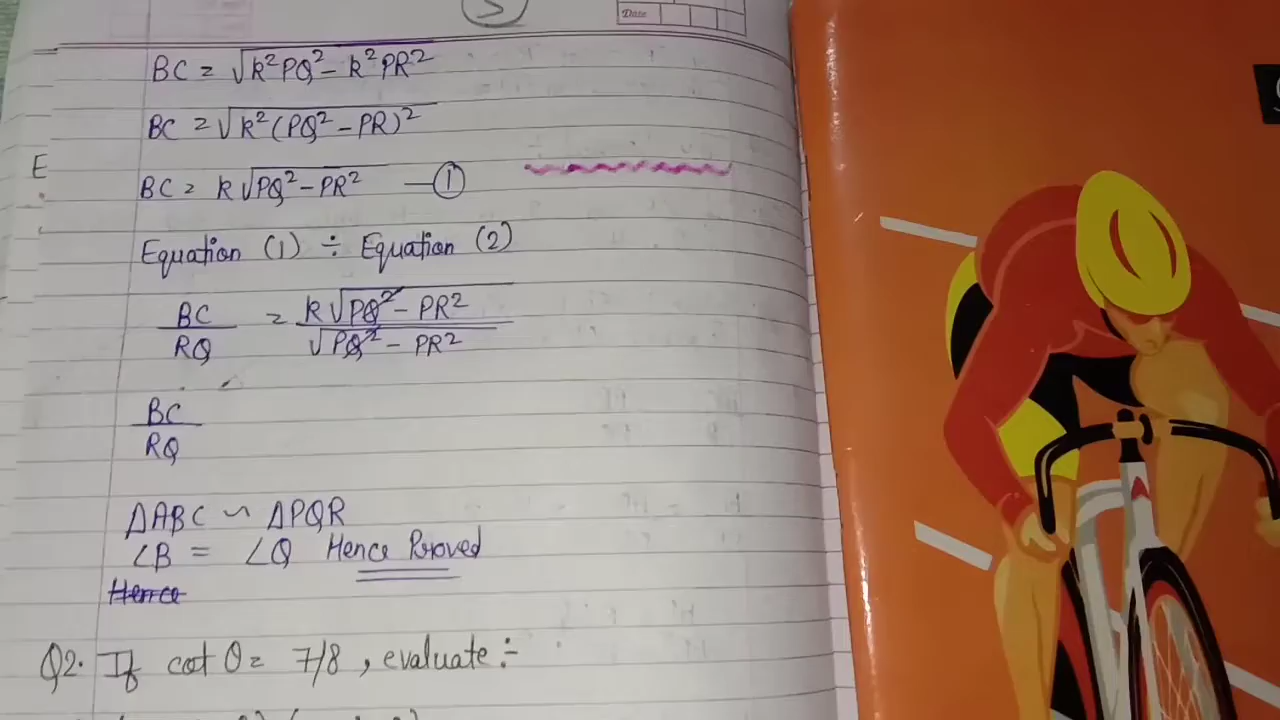 5
Date
BC = √k²PQ² - k²PR²
BC = √k²(PQ² - PR)²
E
BC = k√PQ² - PR² —①
Equation (1) ÷ Equation (2)
BC/RQ = k√PQ² - PR²/√PQ² - PR²
BC/RQ
ΔABC ∽ ΔPQR
∠B = ∠Q Hence Proved
Hence
Q2. If cot θ = 7/8, evaluate :-